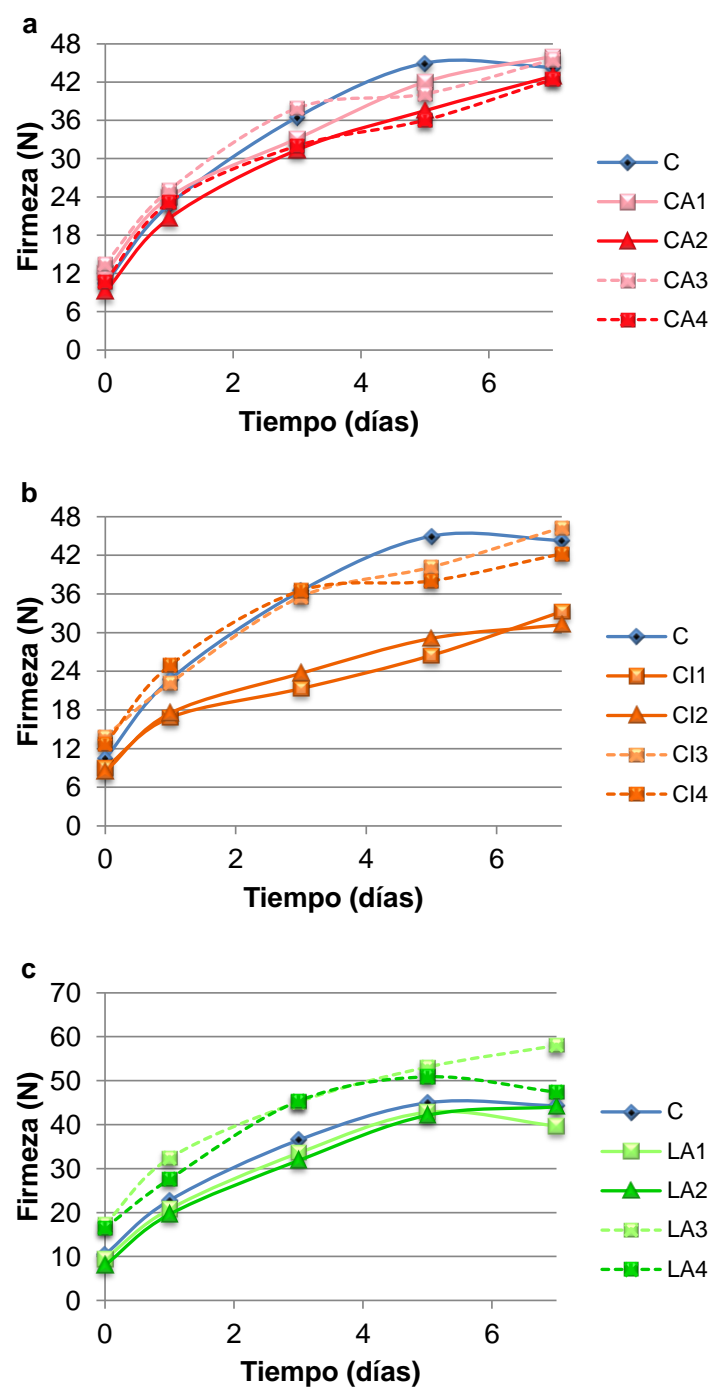 a
48
42
36
30
24
18
12
6
0
Firmeza (N)
0 2 4 6
Tiempo (días)
C
CA1
CA2
CA3
CA4
b
48
42
36
30
24
18
12
6
0
Firmeza (N)
0 2 4 6
Tiempo (días)
C
CI1
CI2
CI3
CI4
c
70
60
50
40
30
20
10
0
Firmeza (N)
0 2 4 6
Tiempo (días)
C
LA1
LA2
LA3
LA4